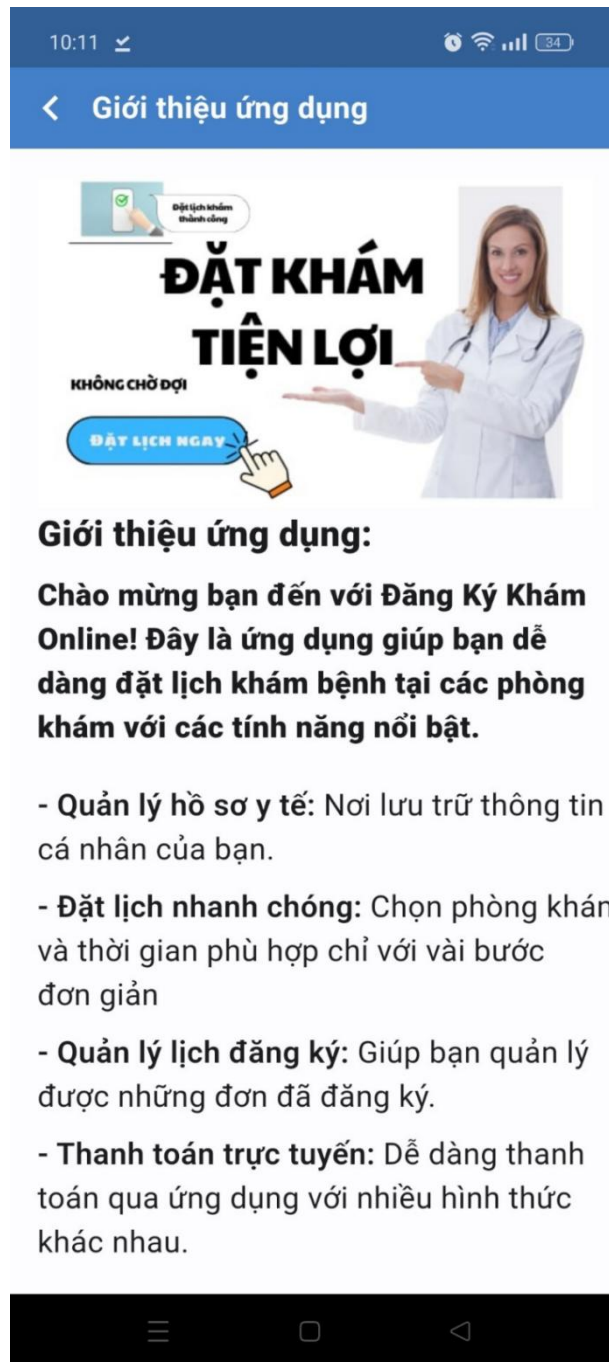 10:11
34
Giới thiệu ứng dụng
Đặt lịch khám
thành công
ĐẶT KHÁM
TIỆN LỢI
KHÔNG CHỜ ĐỢI
ĐẶT LỊCH NGAY
Giới thiệu ứng dụng:
Chào mừng bạn đến với Đăng Ký Khám
Online! Đây là ứng dụng giúp bạn dễ
dàng đặt lịch khám bệnh tại các phòng
khám với các tính năng nổi bật.
- Quản lý hồ sơ y tế: Nơi lưu trữ thông tin
cá nhân của bạn.
- Đặt lịch nhanh chóng: Chọn phòng khán
và thời gian phù hợp chỉ với vài bước
đơn giản
- Quản lý lịch đăng ký: Giúp bạn quản lý
được những đơn đã đăng ký.
- Thanh toán trực tuyến: Dễ dàng thanh
toán qua ứng dụng với nhiều hình thức
khác nhau.